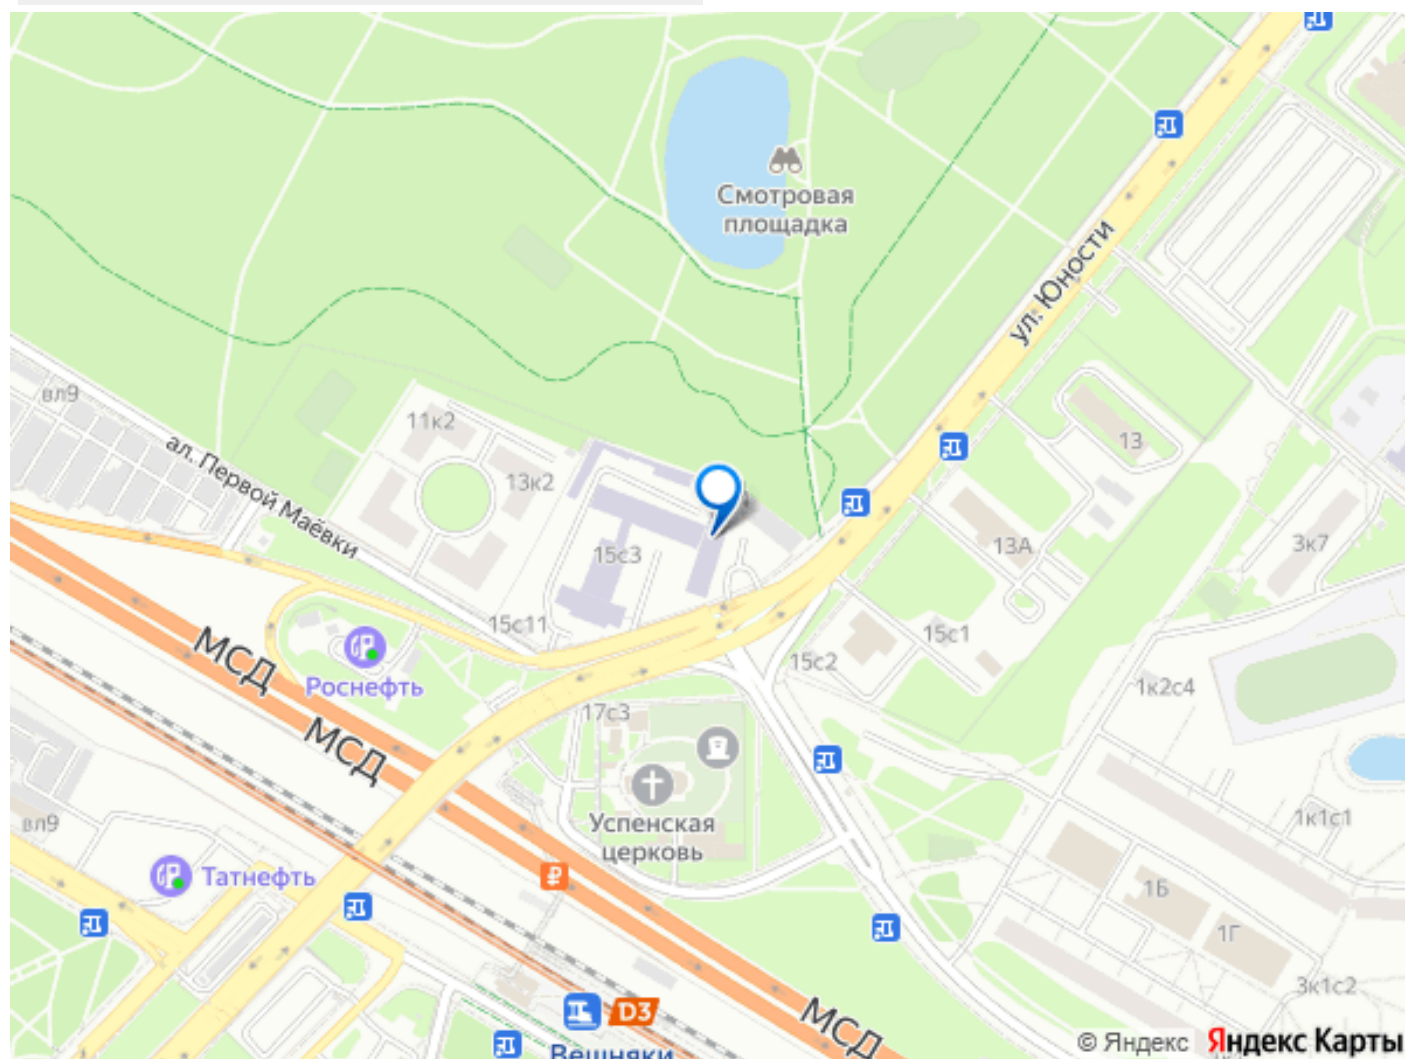 Смотровая
площадка
ул. Юности
вл9
11к2
ал. Первой Маёвки
13к2
13
15с3
13А
3к7
15с11
15с1
15с2
МСД
Роснефть
1к2с4
17с3
МСД
Успенская
церковь
вл9
1к1с1
Татнефть
₽
1Б
1Г
3к1с2
D3
МСД
Вешняки
© Яндекс Яндекс Карты